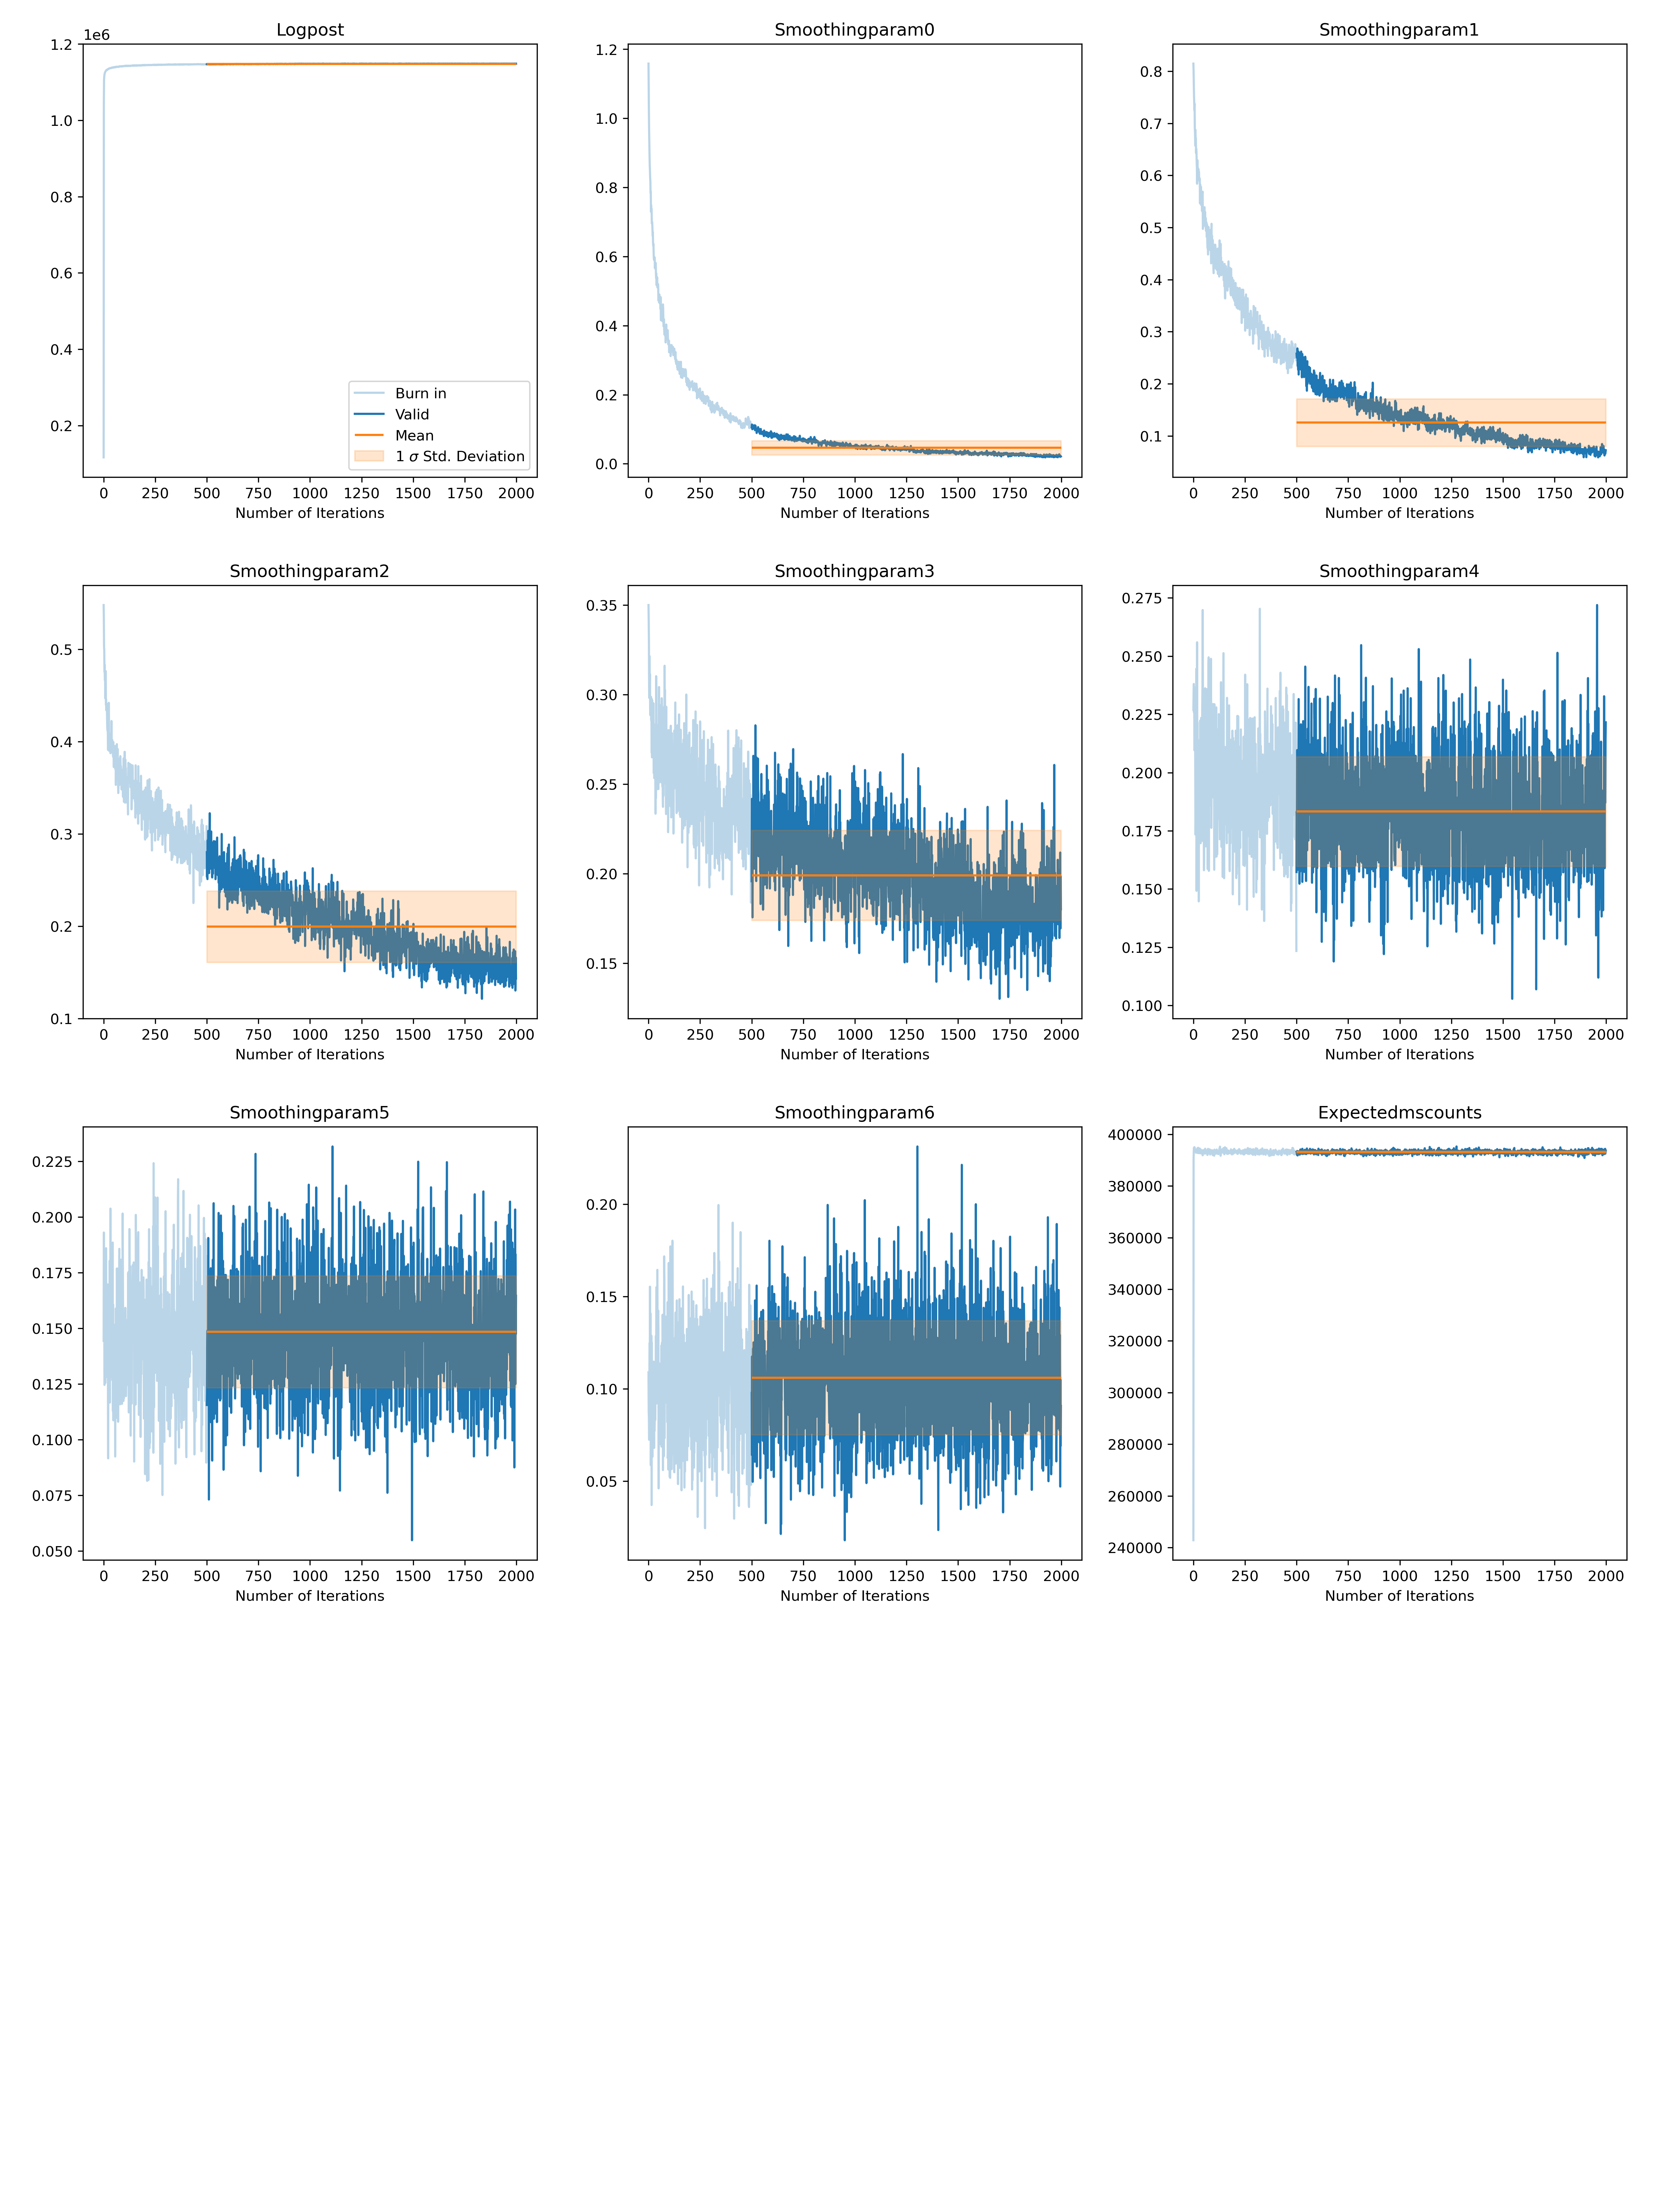 Logpost
1e6
1.2
1.0
0.8
0.6
0.4
0.2
Burn in
Valid
Mean
1 σ Std. Deviation
0 250 500 750 1000 1250 1500 1750 2000
Number of Iterations
Smoothingparam0
1.2
1.0
0.8
0.6
0.4
0.2
0.0
0 250 500 750 1000 1250 1500 1750 2000
Number of Iterations
Smoothingparam1
0.8
0.7
0.6
0.5
0.4
0.3
0.2
0.1
0 250 500 750 1000 1250 1500 1750 2000
Number of Iterations
Smoothingparam2
0.5
0.4
0.3
0.2
0.1
0 250 500 750 1000 1250 1500 1750 2000
Number of Iterations
Smoothingparam3
0.35
0.30
0.25
0.20
0.15
0 250 500 750 1000 1250 1500 1750 2000
Number of Iterations
Smoothingparam4
0.275
0.250
0.225
0.200
0.175
0.150
0.125
0.100
0 250 500 750 1000 1250 1500 1750 2000
Number of Iterations
Smoothingparam5
0.225
0.200
0.175
0.150
0.125
0.100
0.075
0.050
0 250 500 750 1000 1250 1500 1750 2000
Number of Iterations
Smoothingparam6
0.20
0.15
0.10
0.05
0 250 500 750 1000 1250 1500 1750 2000
Number of Iterations
Expectedmscounts
400000
380000
360000
340000
320000
300000
280000
260000
240000
0 250 500 750 1000 1250 1500 1750 2000
Number of Iterations